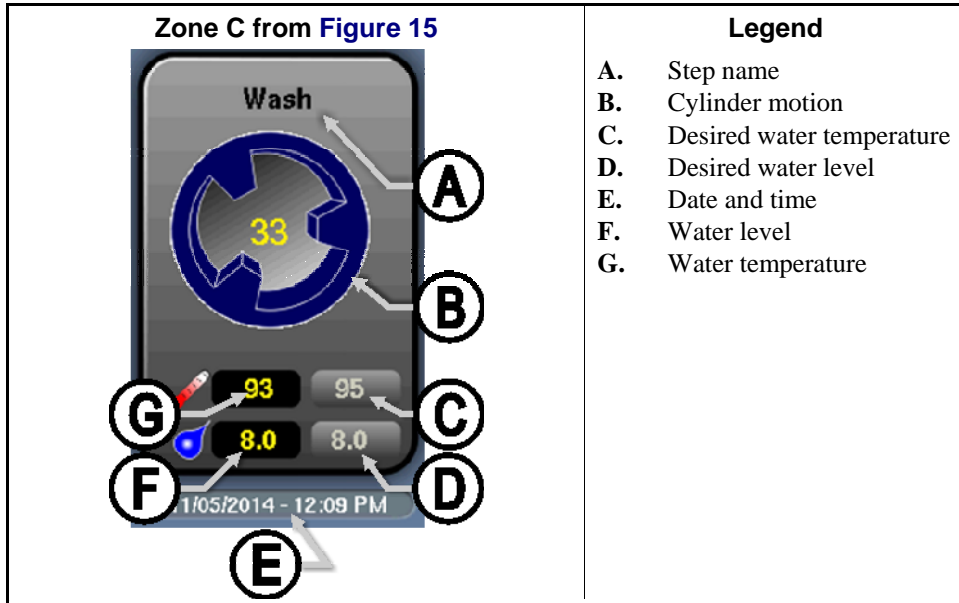 Zone C from Figure 15
Wash
A
33
B
G
93
95
C
F
8.0
8.0
D
1/05/2014 - 12:09 PM
E
Legend
A. Step name
B. Cylinder motion
C. Desired water temperature
D. Desired water level
E. Date and time
F. Water level
G. Water temperature